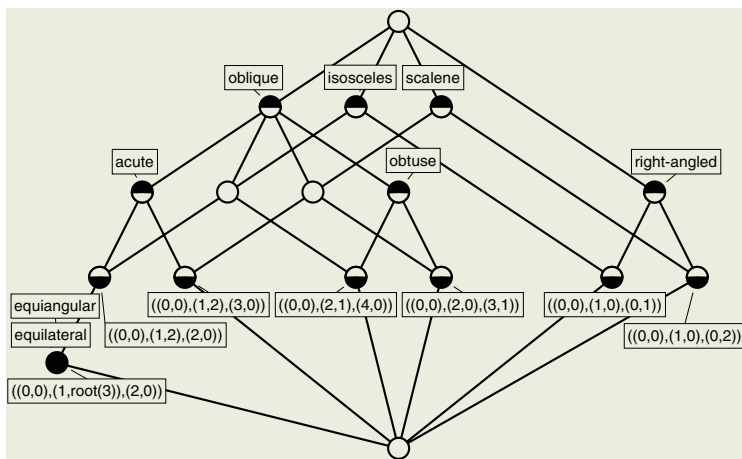 oblique
isosceles
scalene
acute
obtuse
right-angled
equiangular
equilateral
((0,0),(1,2),(3,0))
((0,0),(2,1),(4,0))
((0,0),(2,0),(3,1))
((0,0),(1,0),(0,1))
((0,0),(1,2),(2,0))
((0,0),(1,0),(0,2))
((0,0),(1,root(3)),(2,0))